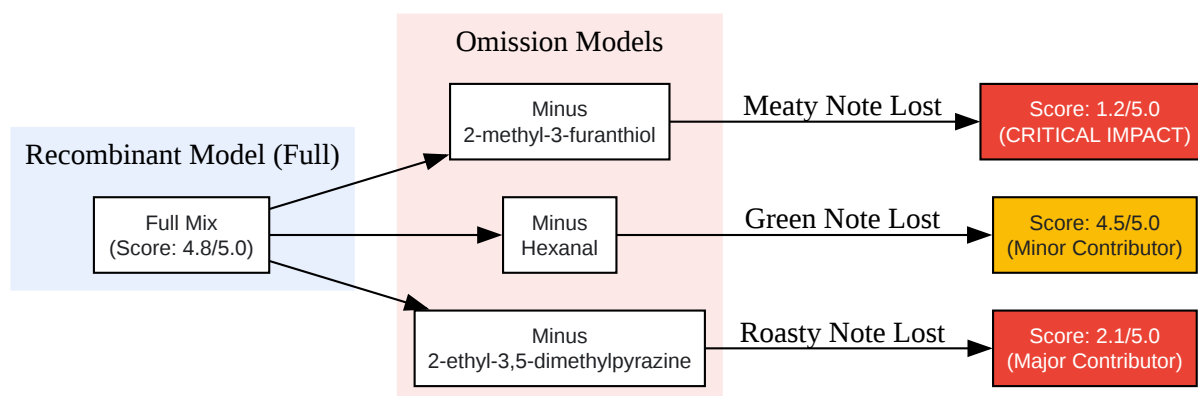 Omission Models
Minus
2-methyl-3-furanthiol
Meaty Note Lost
Score: 1.2/5.0
(CRITICAL IMPACT)
Recombinant Model (Full)
Full Mix
(Score: 4.8/5.0)
Minus
Hexanal
Green Note Lost
Score: 4.5/5.0
(Minor Contributor)
Minus
2-ethyl-3,5-dimethylpyrazine
Roasty Note Lost
Score: 2.1/5.0
(Major Contributor)